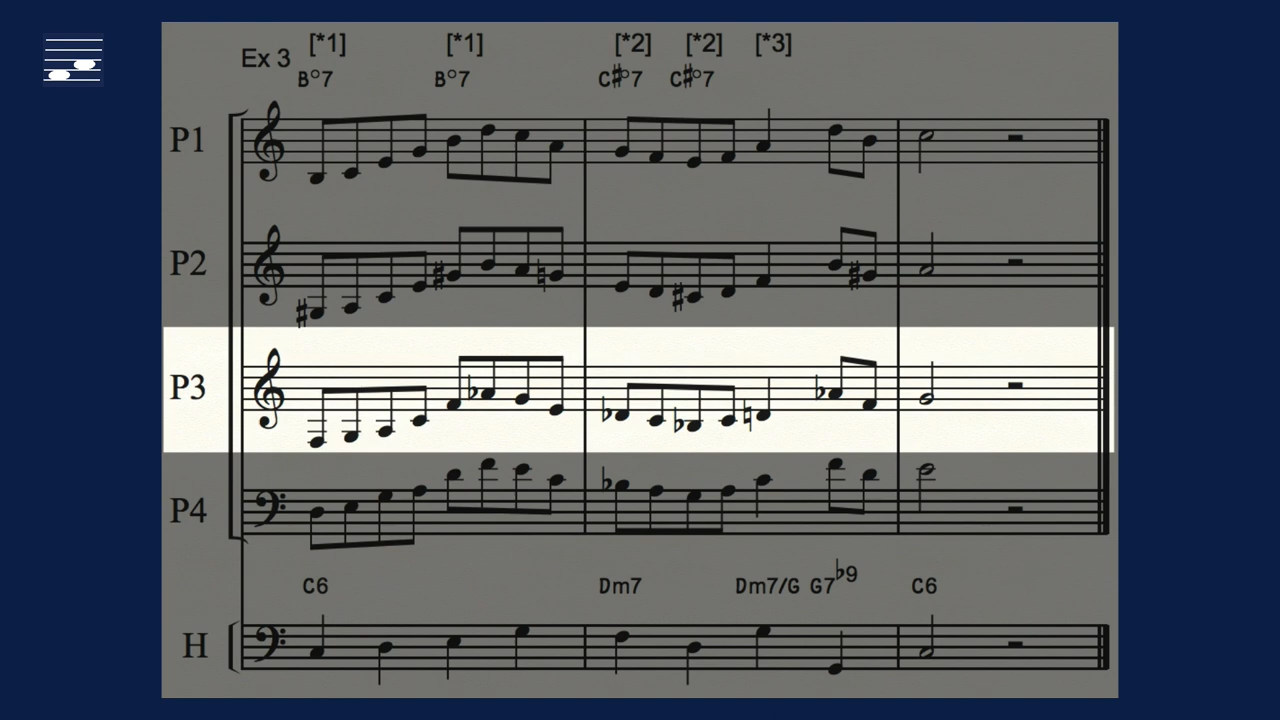 [*1] [*1] [*2] [*2] [*3]
Ex 3
B°7 B°7 C#°7 C#°7
P1
P2
P3
P4
C6 Dm7 Dm7/G G7♭9 C6
H